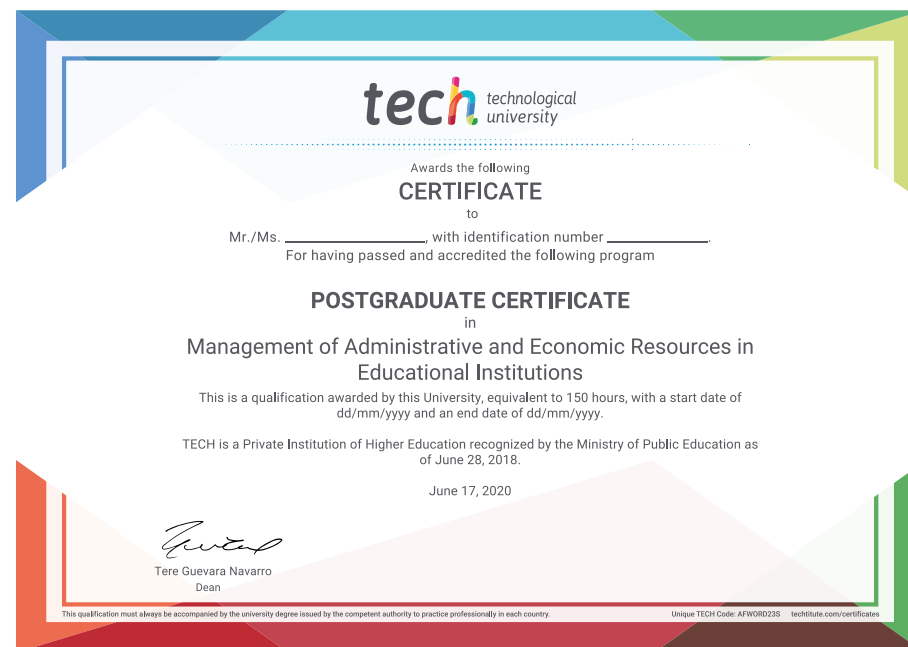 tech technological
university
Awards the following
CERTIFICATE
to
Mr./Ms. ____________, with identification number ____________.
For having passed and accredited the following program
POSTGRADUATE CERTIFICATE
in
Management of Administrative and Economic Resources in
Educational Institutions
This is a qualification awarded by this University, equivalent to 150 hours, with a start date of
dd/mm/yyyy and an end date of dd/mm/yyyy.
TECH is a Private Institution of Higher Education recognized by the Ministry of Public Education as
of June 28, 2018.
June 17, 2020
Tere Guevara Navarro
Dean
This qualification must always be accompanied by the university degree issued by the competent authority to practice professionally in each country.
Unique TECH Code: AFWORD23S techtitute.com/certificates